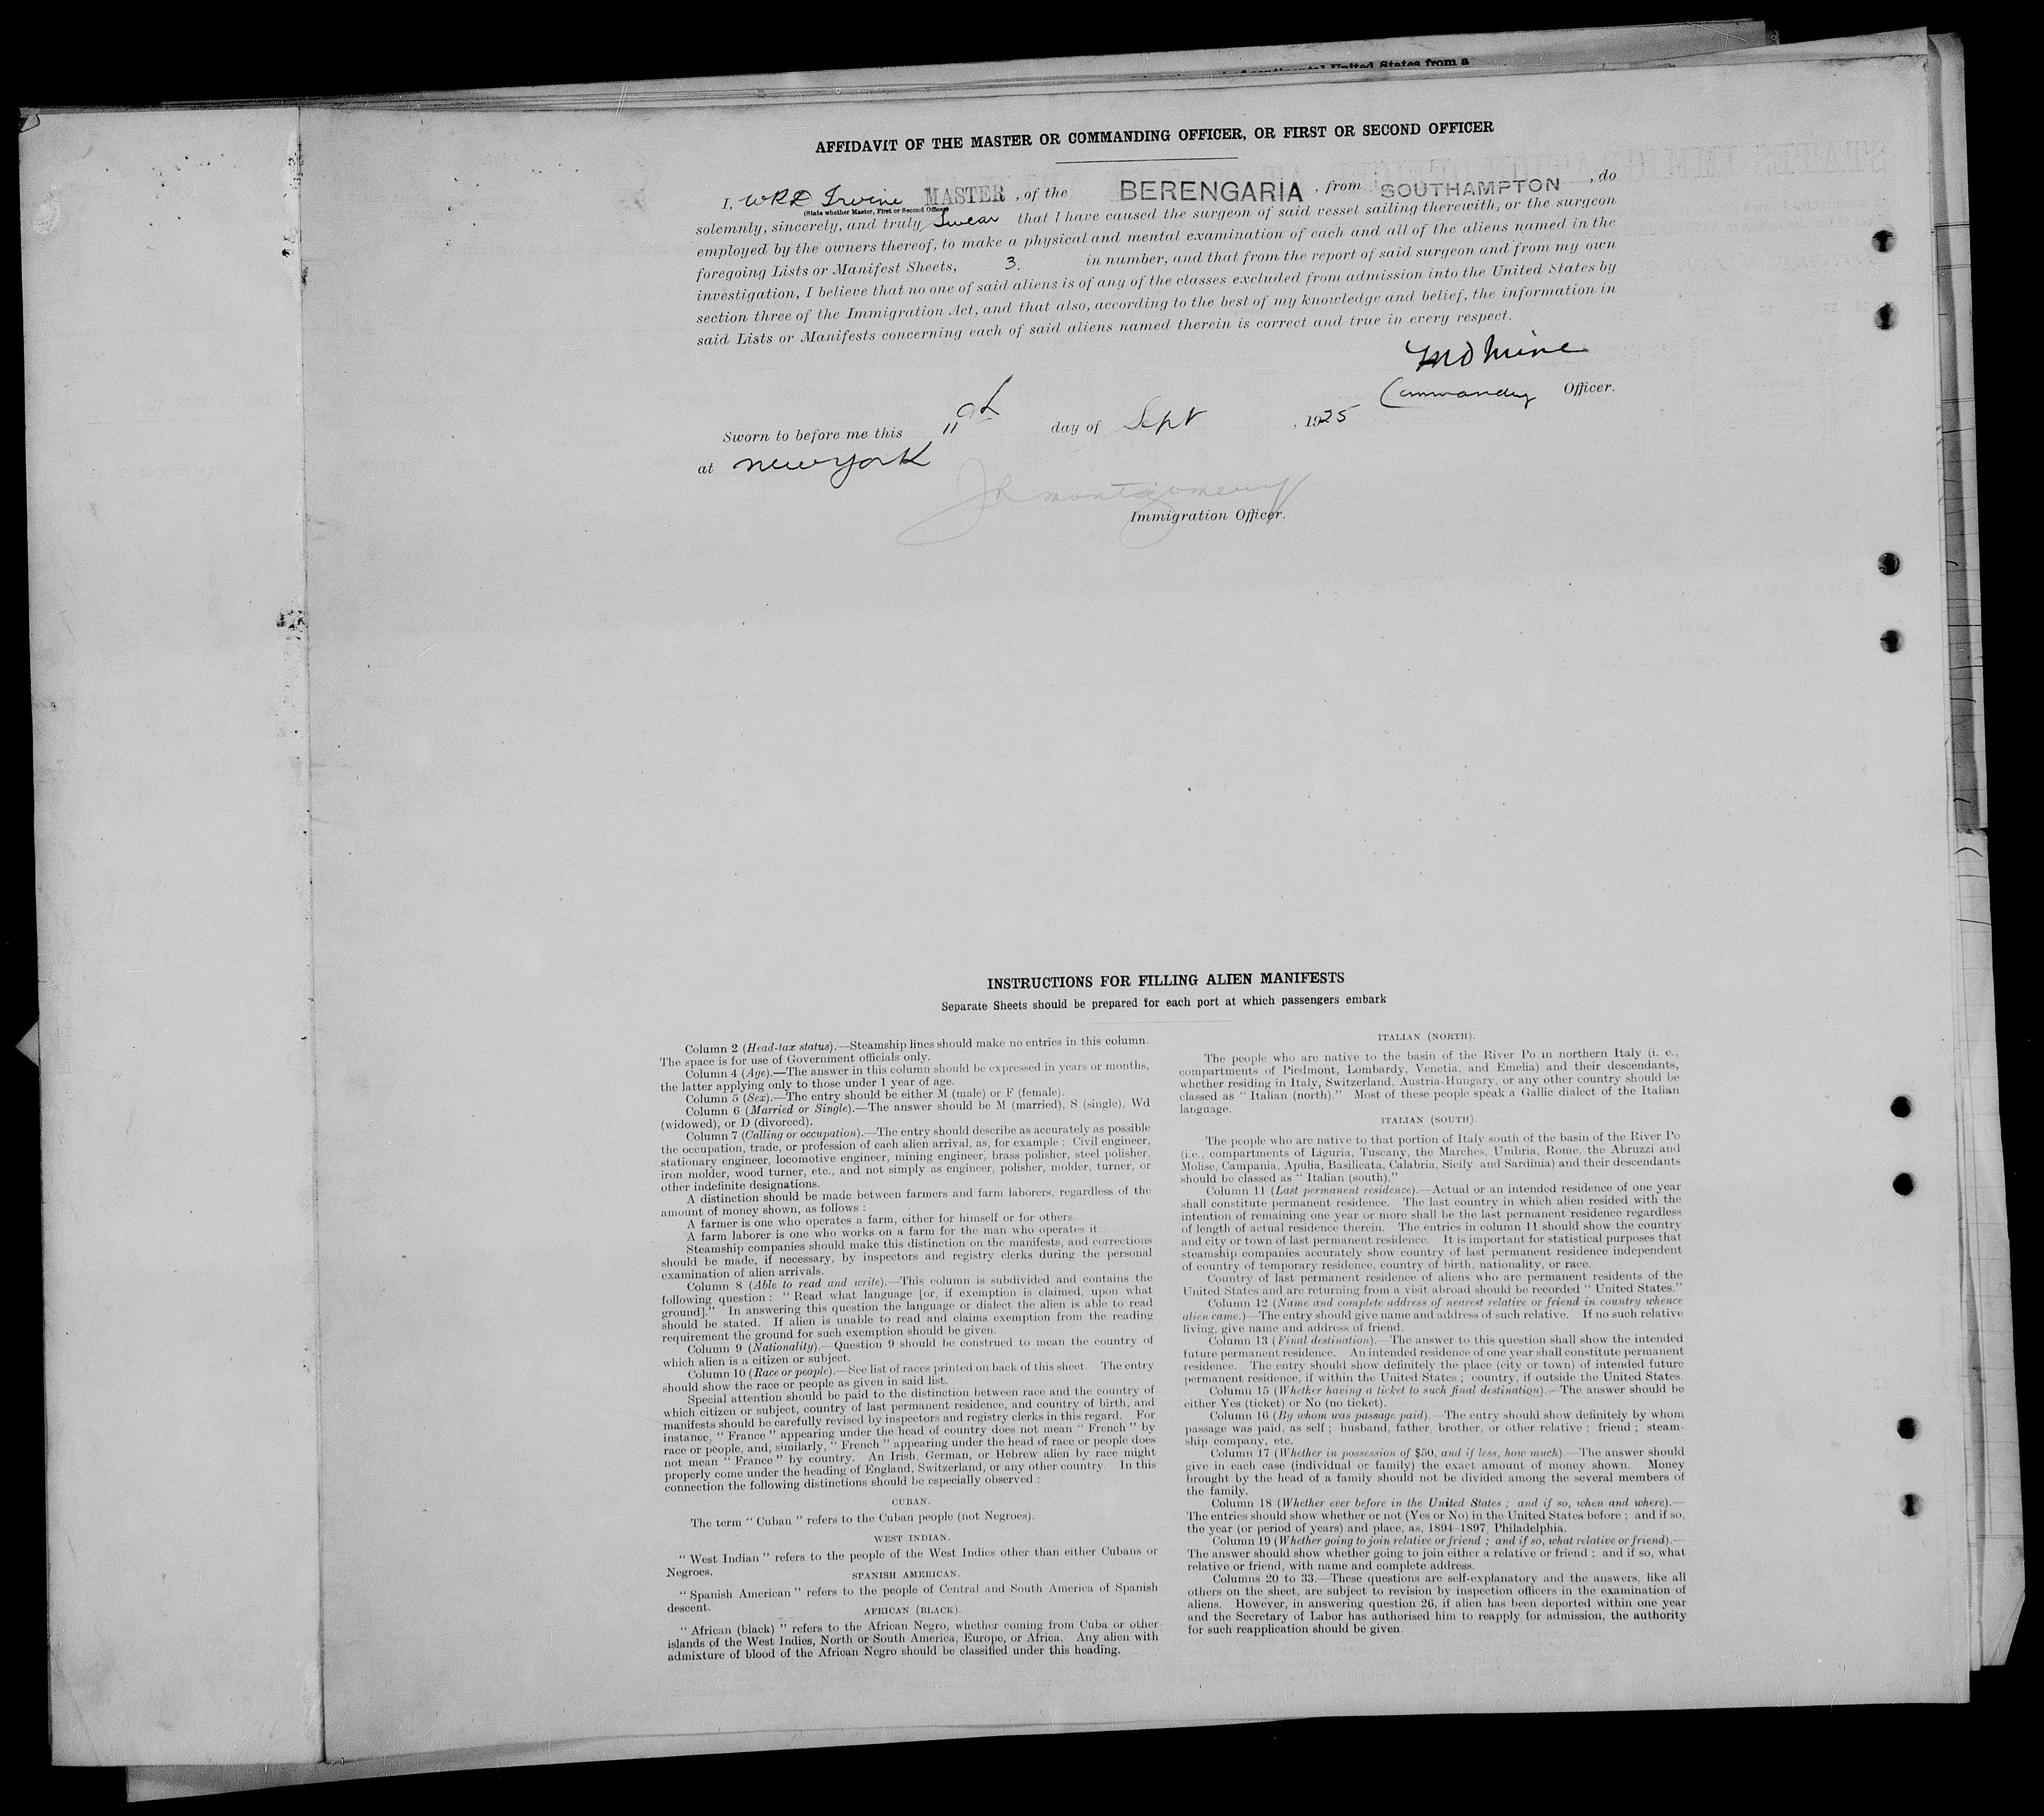 of continental United States from a
AFFIDAVIT OF THE MASTER OR COMMANDING OFFICER, OR FIRST OR SECOND OFFICER
I, WRD Irvine MASTER, of the BERENGARIA, from SOUTHAMPTON, do
(State whether Master, First or Second Officer)
solemnly, sincerely, and truly Swear that I have caused the surgeon of said vessel sailing therewith, or the surgeon
employed by the owners thereof, to make a physical and mental examination of each and all of the aliens named in the
foregoing Lists or Manifest Sheets, 3. in number, and that from the report of said surgeon and from my own
investigation, I believe that no one of said aliens is of any of the classes excluded from admission into the United States by
section three of the Immigration Act, and that also, according to the best of my knowledge and belief, the information in
said Lists or Manifests concerning each of said aliens named therein is correct and true in every respect.
Commanding Officer.
Sworn to before me this 11th day of Sept, 1925
at New York
JR Montgomery
Immigration Officer.
INSTRUCTIONS FOR FILLING ALIEN MANIFESTS
Separate Sheets should be prepared for each port at which passengers embark
Column 2 (Head-tax status).—Steamship lines should make no entries in this column.
The space is for use of Government officials only.
Column 4 (Age).—The answer in this column should be expressed in years or months,
the latter applying only to those under 1 year of age.
Column 5 (Sex).—The entry should be either M (male) or F (female).
Column 6 (Married or Single).—The answer should be M (married), S (single), Wd
(widowed), or D (divorced).
Column 7 (Calling or occupation).—The entry should describe as accurately as possible
the occupation, trade, or profession of each alien arrival, as, for example : Civil engineer,
stationary engineer, locomotive engineer, mining engineer, brass polisher, steel polisher,
iron molder, wood turner, etc., and not simply as engineer, polisher, molder, turner, or
other indefinite designations.
A distinction should be made between farmers and farm laborers, regardless of the
amount of money shown, as follows :
A farmer is one who operates a farm, either for himself or for others.
A farm laborer is one who works on a farm for the man who operates it.
Steamship companies should make this distinction on the manifests, and corrections
should be made, if necessary, by inspectors and registry clerks during the personal
examination of alien arrivals.
Column 8 (Able to read and write).—This column is subdivided and contains the
following question : “ Read what language [or, if exemption is claimed, upon what
ground].” In answering this question the language or dialect the alien is able to read
should be stated. If alien is unable to read and claims exemption from the reading
requirement the ground for such exemption should be given.
Column 9 (Nationality).—Question 9 should be construed to mean the country of
which alien is a citizen or subject.
Column 10 (Race or people).—See list of races printed on back of this sheet. The entry
should show the race or people as given in said list.
Special attention should be paid to the distinction between race and the country of
which citizen or subject, country of last permanent residence, and country of birth, and
manifests should be carefully revised by inspectors and registry clerks in this regard. For
instance, “ France ” appearing under the head of country does not mean “ French ” by
race or people, and, similarly, “ French ” appearing under the head of race or people does
not mean “ France ” by country. An Irish, German, or Hebrew alien by race might
properly come under the heading of England, Switzerland, or any other country. In this
connection the following distinctions should be especially observed :
CUBAN.
The term “ Cuban ” refers to the Cuban people (not Negroes).
WEST INDIAN.
“ West Indian ” refers to the people of the West Indies other than either Cubans or
Negroes.
SPANISH AMERICAN.
“ Spanish American ” refers to the people of Central and South America of Spanish
descent.
AFRICAN (BLACK).
“ African (black) ” refers to the African Negro, whether coming from Cuba or other
islands of the West Indies, North or South America, Europe, or Africa. Any alien with
admixture of blood of the African Negro should be classified under this heading.
ITALIAN (NORTH).
The people who are native to the basin of the River Po in northern Italy (i. e.,
compartments of Piedmont, Lombardy, Venetia, and Emelia) and their descendants,
whether residing in Italy, Switzerland, Austria-Hungary, or any other country should be
classed as “ Italian (north).” Most of these people speak a Gallic dialect of the Italian
language.
ITALIAN (SOUTH).
The people who are native to that portion of Italy south of the basin of the River Po
(i.e., compartments of Liguria, Tuscany, the Marches, Umbria, Rome, the Abruzzi and
Molise, Campania, Apulia, Basilicata, Calabria, Sicily, and Sardinia) and their descendants
should be classed as “ Italian (south).”
Column 11 (Last permanent residence).—Actual or an intended residence of one year
shall constitute permanent residence. The last country in which alien resided with the
intention of remaining one year or more shall be the last permanent residence regardless
of length of actual residence therein. The entries in column 11 should show the country
and city or town of last permanent residence. It is important for statistical purposes that
steamship companies accurately show country of last permanent residence independent
of country of temporary residence, country of birth, nationality, or race.
Country of last permanent residence of aliens who are permanent residents of the
United States and are returning from a visit abroad should be recorded “ United States.”
Column 12 (Name and complete address of nearest relative or friend in country whence
alien came.)—The entry should give name and address of such relative. If no such relative
living, give name and address of friend.
Column 13 (Final destination).—The answer to this question shall show the intended
future permanent residence. An intended residence of one year shall constitute permanent
residence. The entry should show definitely the place (city or town) of intended future
permanent residence, if within the United States ; country, if outside the United States.
Column 15 (Whether having a ticket to such final destination).—The answer should be
either Yes (ticket) or No (no ticket).
Column 16 (By whom was passage paid).—The entry should show definitely by whom
passage was paid, as self ; husband, father, brother, or other relative ; friend ; steam-
ship company, etc.
Column 17 (Whether in possession of $50, and if less, how much).—The answer should
give in each case (individual or family) the exact amount of money shown. Money
brought by the head of a family should not be divided among the several members of
the family.
Column 18 (Whether ever before in the United States ; and if so, when and where).—
The entries should show whether or not (Yes or No) in the United States before ; and if so,
the year (or period of years) and place, as, 1894–1897, Philadelphia.
Column 19 (Whether going to join relative or friend ; and if so, what relative or friend).—
The answer should show whether going to join either a relative or friend ; and if so, what
relative or friend, with name and complete address.
Columns 20 to 33.—These questions are self-explanatory and the answers, like all
others on the sheet, are subject to revision by inspection officers in the examination of
aliens. However, in answering question 26, if alien has been deported within one year
and the Secretary of Labor has authorised him to reapply for admission, the authority
for such reapplication should be given.